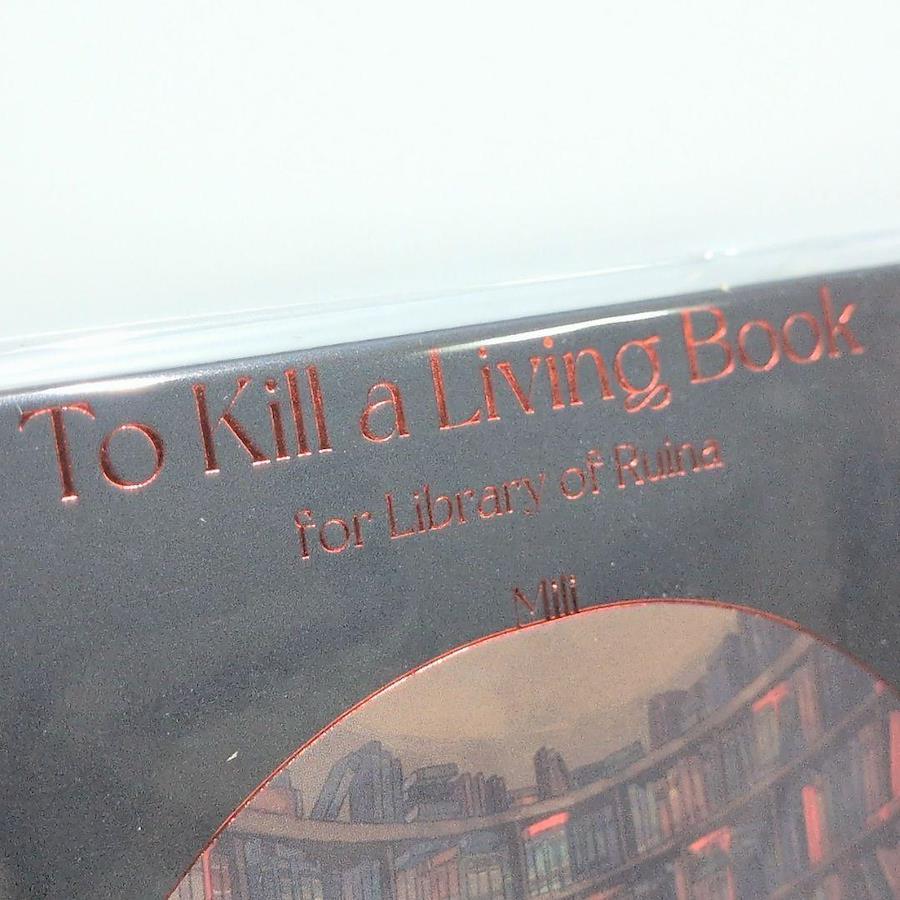 To Kill a Living Book
for Library of Ruina
Mili